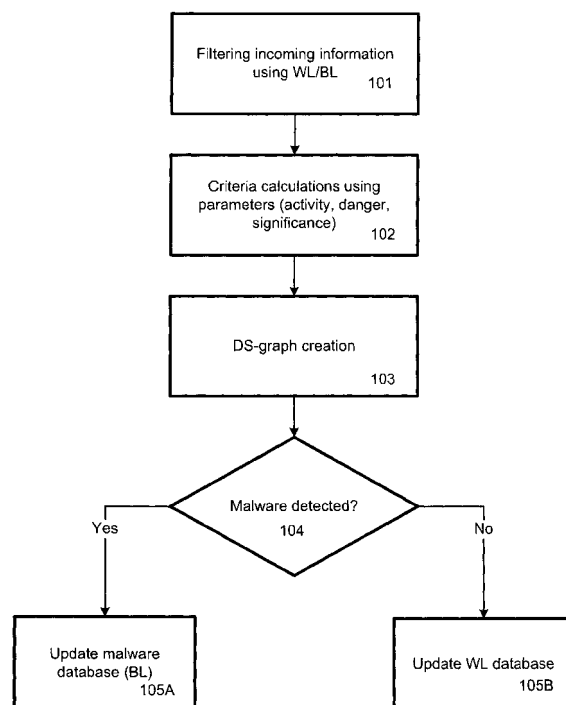 Filtering incoming information
using WL/BL
101
Criteria calculations using
parameters (activity, danger,
significance)
102
DS-graph creation
103
Malware detected?
104
Yes
No
Update malware
database (BL)
105A
Update WL database
105B